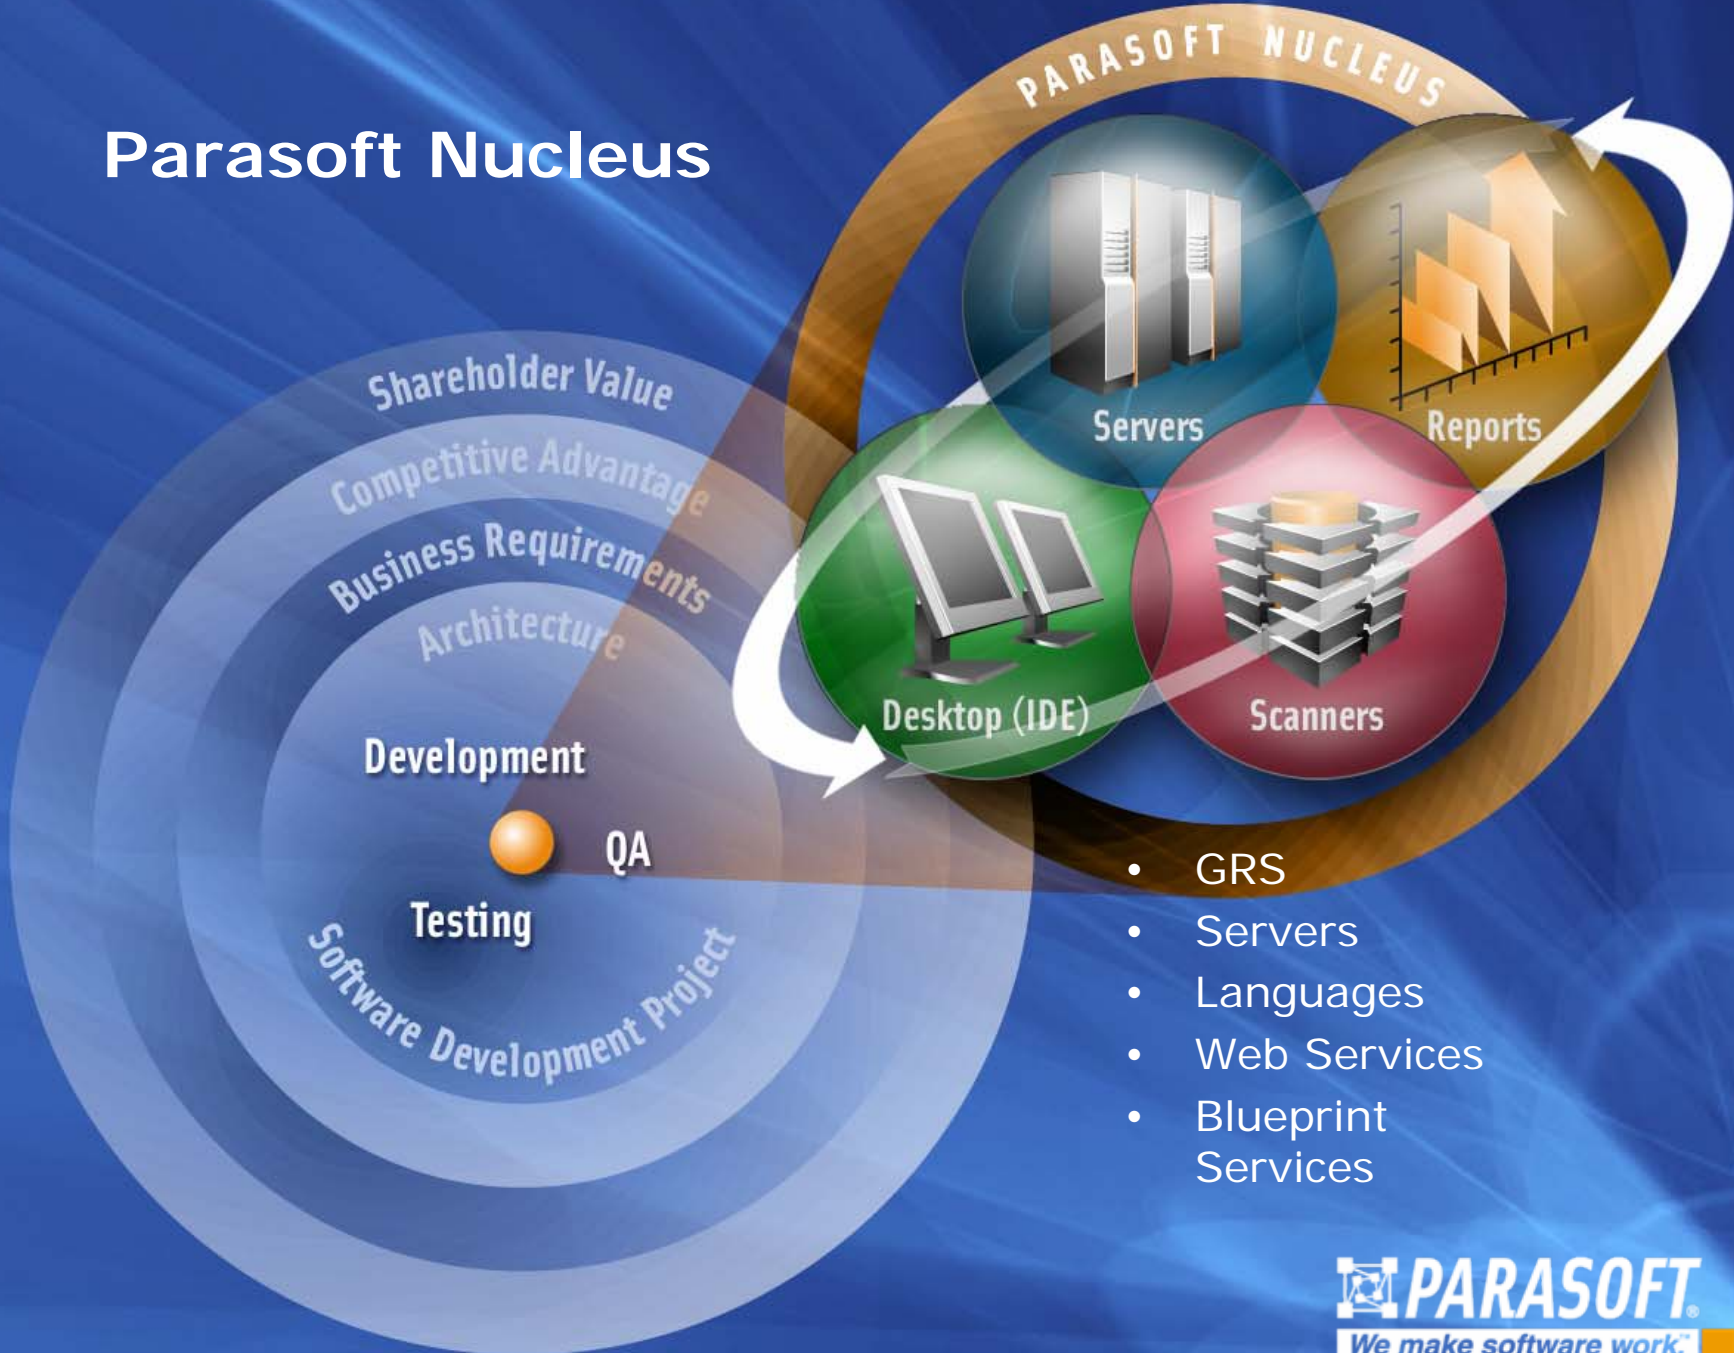 PARASOFT NUCLEUS
Parasoft Nucleus
Servers
Reports
Desktop (IDE)
Scanners
Shareholder Value
Competitive Advantage
Business Requirements
Architecture
Development
QA
Testing
Software Development Project
• GRS
• Servers
• Languages
• Web Services
• Blueprint
Services
PARASOFT®
We make software work.™